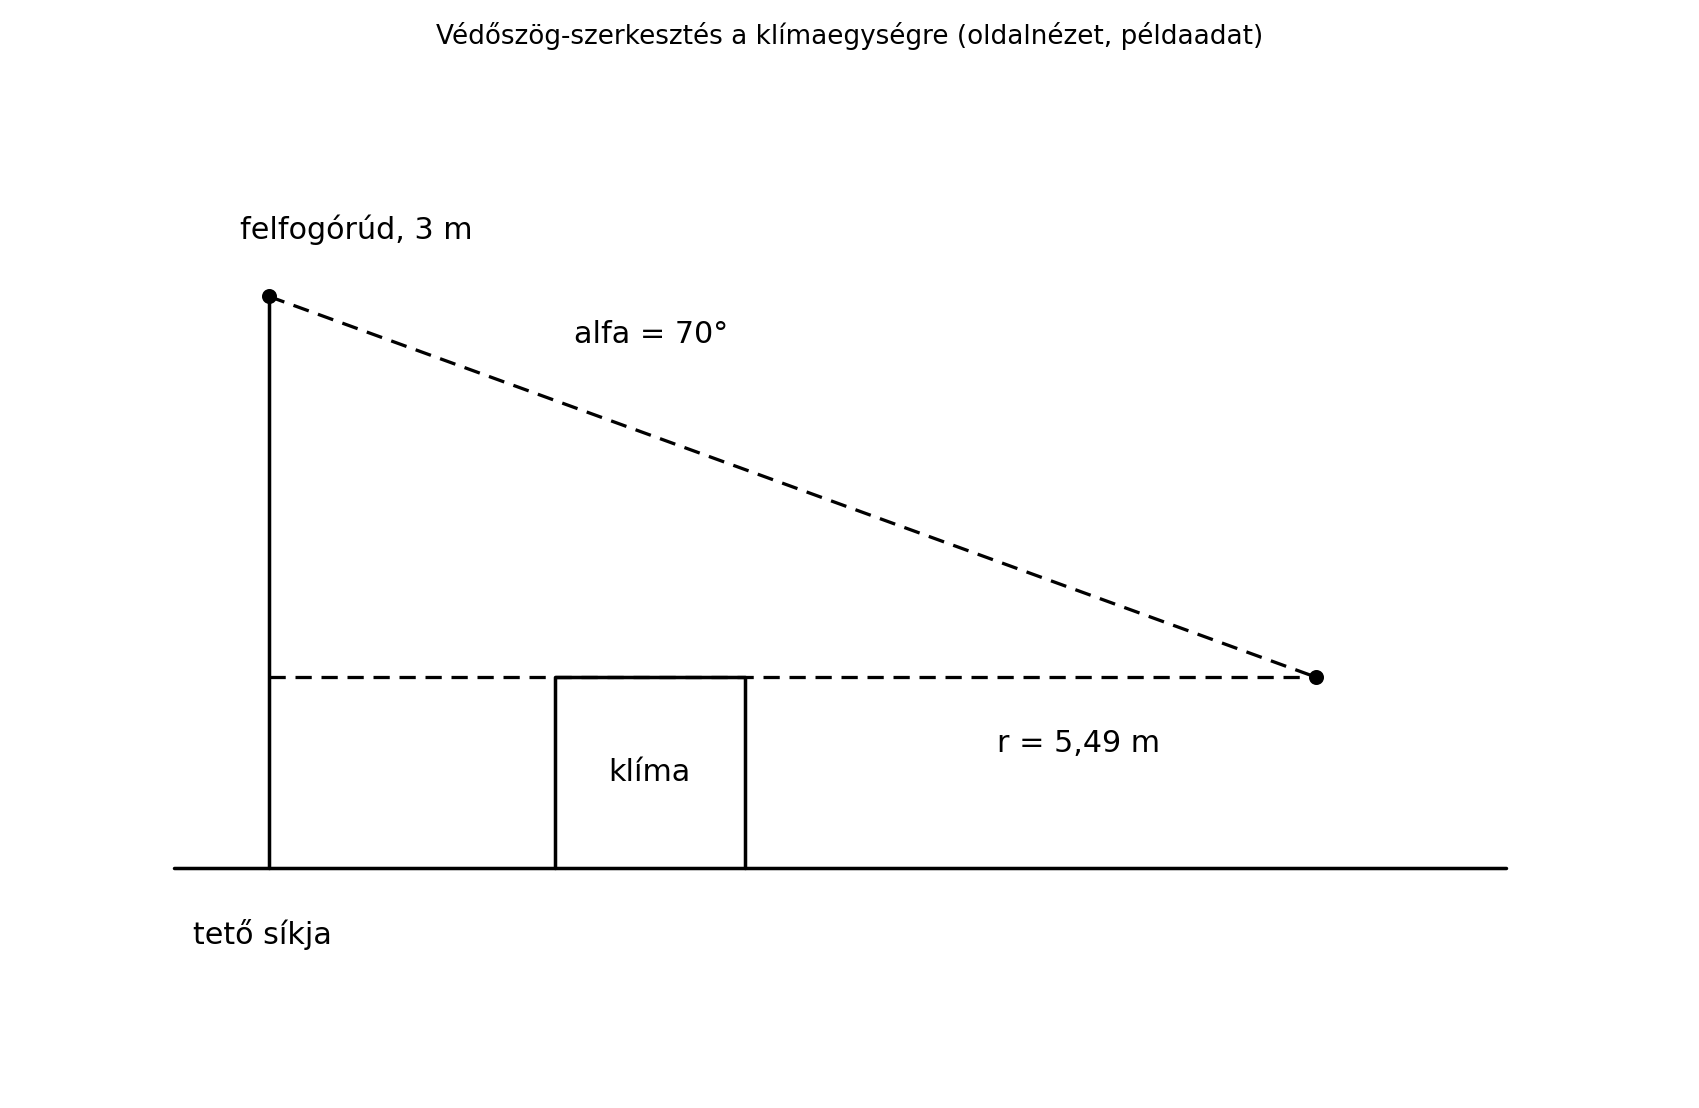 Védőszög-szerkesztés a klímaegységre (oldalnézet, példaadat)
felfogórúd, 3 m
alfa = 70°
r = 5,49 m
klíma
tető síkja